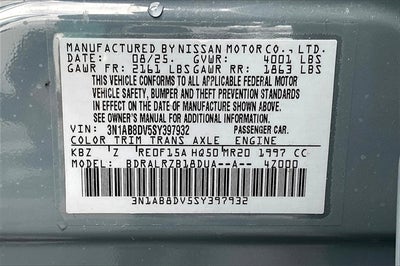 MANUFACTURED BY NISSAN MOTOR CO., LTD.
DATE: 08/25. GVWR: 4001 LBS
GAWR FR: 2161 LBS GAWR RR: 1863 LBS
THIS VEHICLE CONFORMS TO ALL APPLICABLE FEDERAL MOTOR
VEHICLE SAFETY, BUMPER, AND THEFT PREVENTION STANDARDS
IN EFFECT ON THE DATE OF MANUFACTURE SHOWN ABOVE.
SEE OWNER'S MANUAL FOR ADDITIONAL INFORMATION.
VIN: 3N1AB8DV5SY397932 PASSENGER CAR.
COLOR TRIM TRANS AXLE ENGINE
KBZ Z RE0F15A HQ50 MR20 1997 CC
MODEL: BDRALRZB18DUA--A-- 4Z000
3N1AB8DV5SY397932